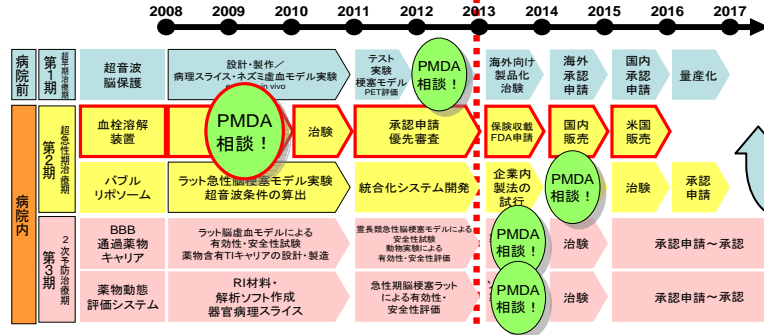 2008 2009 2010 2011 2012 2013 2014 2015 2016 2017
病院前
第1期
超早期治療期
超音波
脳保護
設計・製作／
病理スライス・ネズミ虚血モデル実験
in vivo
テスト
実験
梗塞モデル
PET評価
PMDA
相談！
海外向け
製品化
治験
海外
承認
申請
国内
承認
申請
量産化
病院内
第2期
超急性期治療期
血栓溶解
装置
PMDA
相談！
治験
承認申請
優先審査
保険収載
FDA申請
国内
販売
米国
販売
バブル
リポソーム
ラット急性脳梗塞モデル実験
超音波条件の算出
統合化システム開発
企業内
製法の
試行
PMDA
相談！
治験
承認
申請
第3期
2次予防治療期
BBB
通過薬物
キャリア
ラット脳虚血モデルによる
有効性・安全性試験
薬物含有TIキャリアの設計・製造
霊長類急性脳梗塞モデルによる
安全性試験
動物実験による
有効性・安全性評価
PMDA
相談！
治験
承認申請～承認
薬物動態
評価システム
RI材料・
解析ソフト作成
器官病理スライス
急性期脳梗塞ラット
による有効性・
安全性評価
PMDA
相談！
治験
承認申請～承認